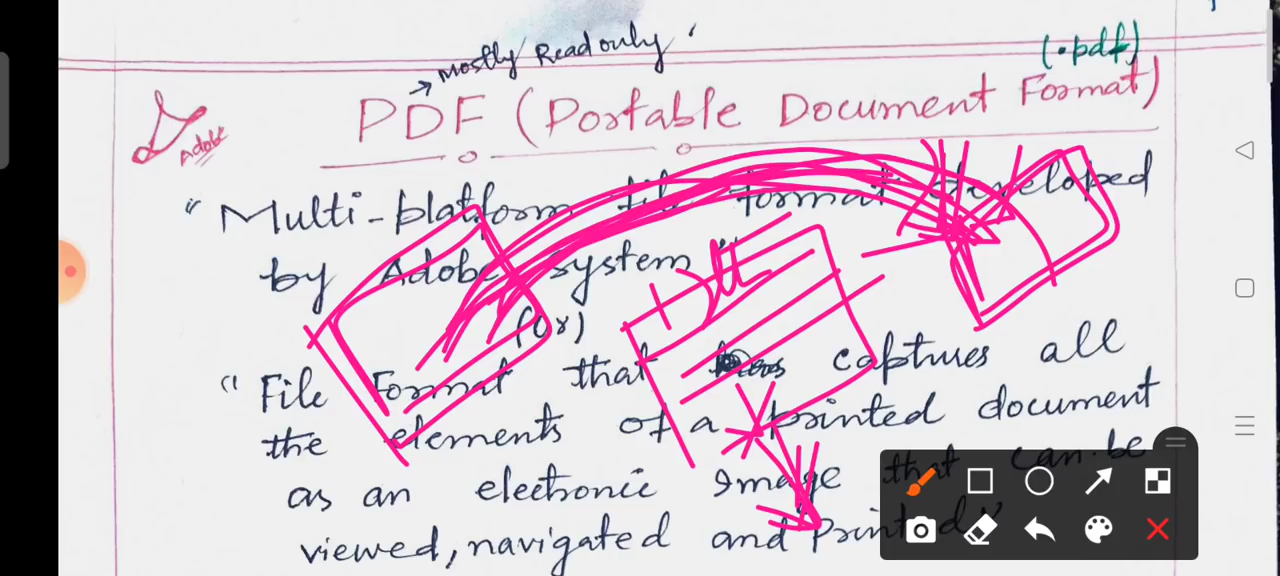 → Mostly Read only
(.pdf)
Adobe
PDF (Portable Document Format)
"Multi-platform file format developed
by Adobe system
(or)
"File Format that captures all
the elements of a printed document
as an electronic Image that can be
viewed, navigated and Printed"